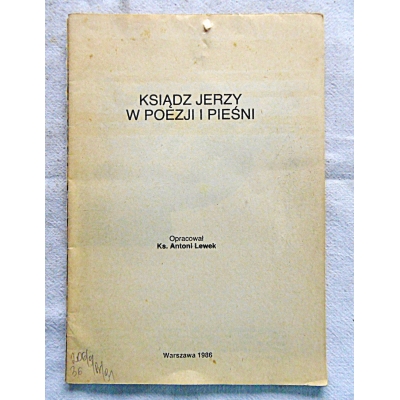 KSIĄDZ JERZY
W POEZJI I PIEŚNI
Opracował
Ks. Antoni Lewek
Warszawa 1986